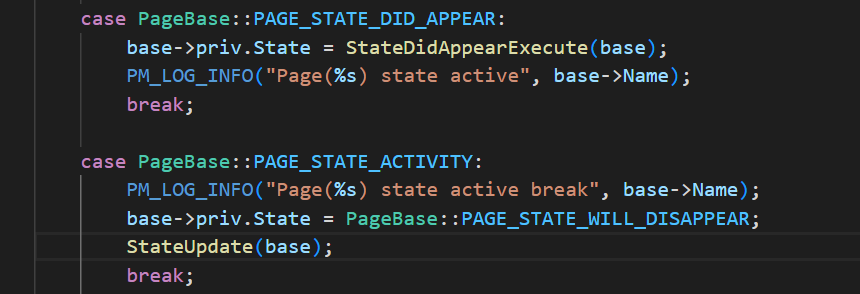 case PageBase::PAGE_STATE_DID_APPEAR:
base->priv.State = StateDidAppearExecute(base);
PM_LOG_INFO("Page(%s) state active", base->Name);
break;
case PageBase::PAGE_STATE_ACTIVITY:
PM_LOG_INFO("Page(%s) state active break", base->Name);
base->priv.State = PageBase::PAGE_STATE_WILL_DISAPPEAR;
StateUpdate(base);
break;